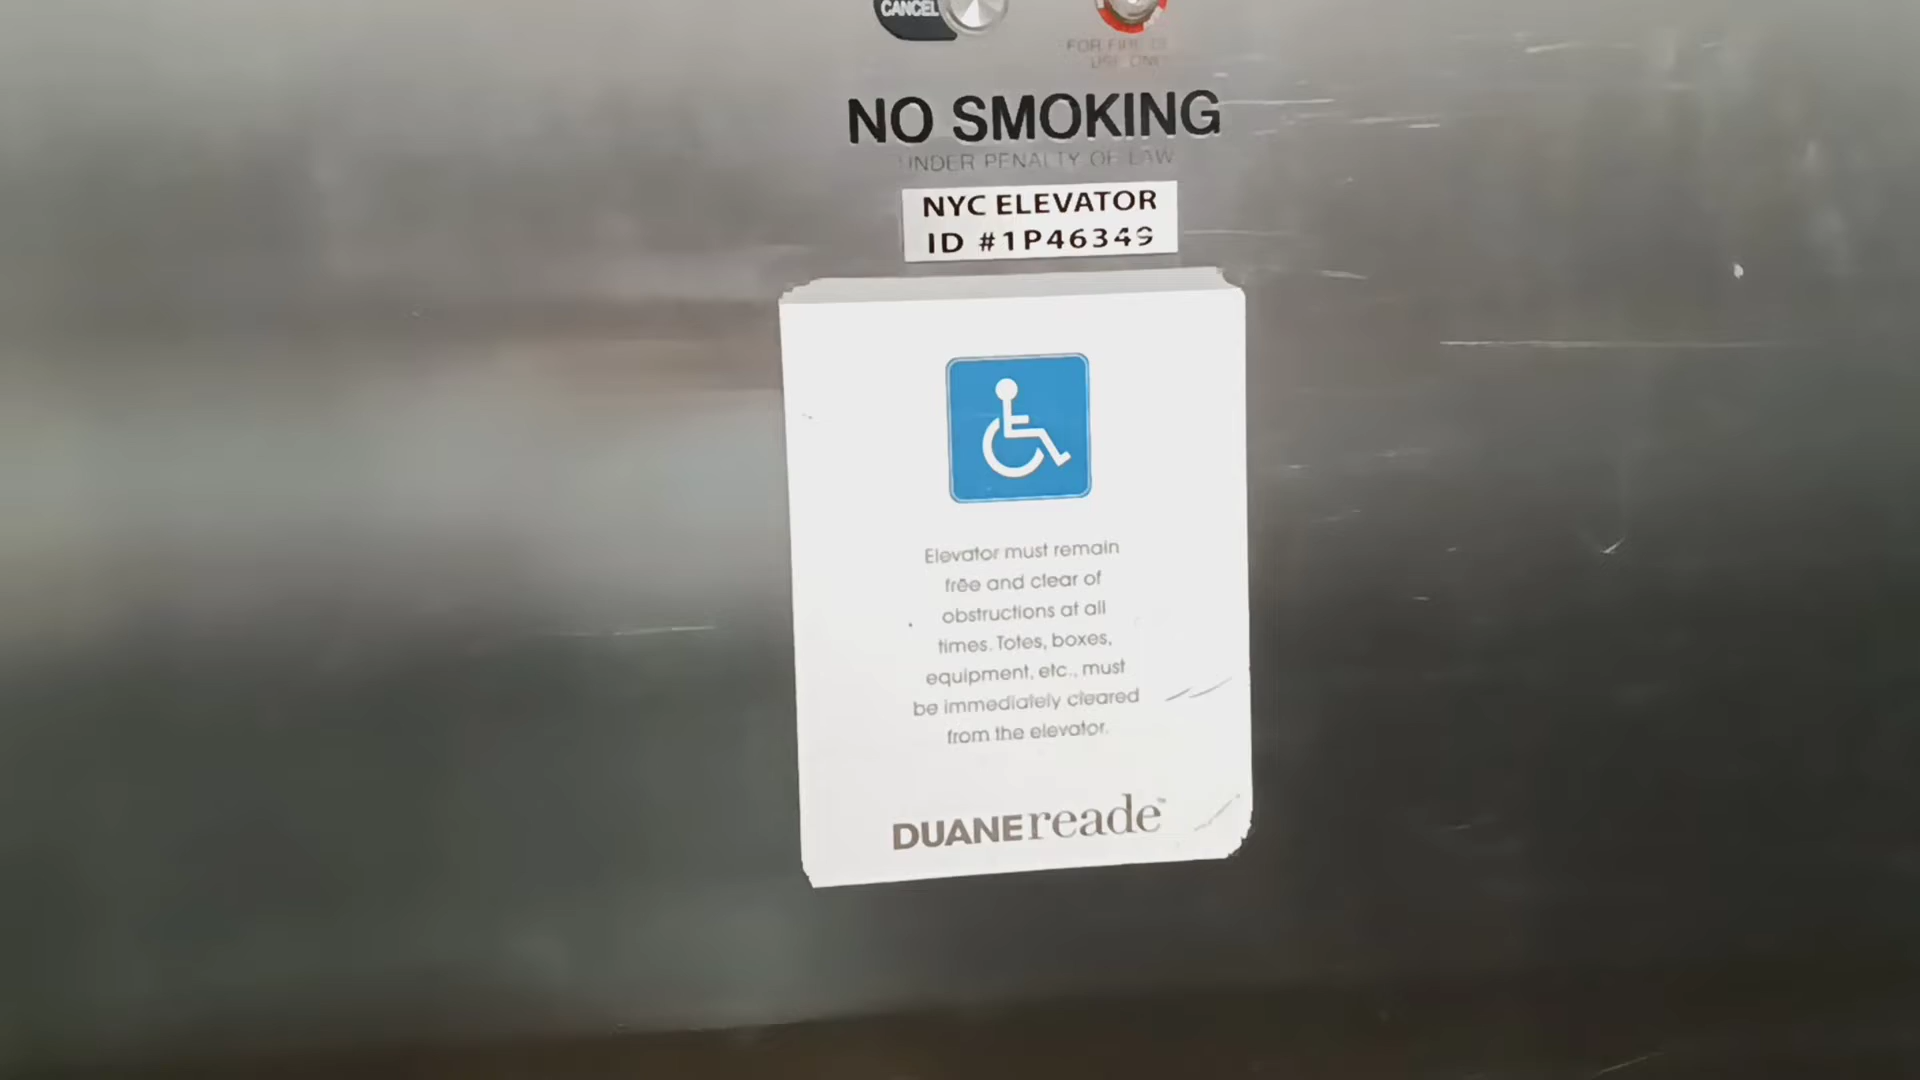 CANCEL
FOR FIRE
USE ONLY
NO SMOKING
UNDER PENALTY OF LAW
NYC ELEVATOR
ID #1P46349
Elevator must remain
free and clear of
obstructions at all
times. Totes, boxes,
equipment, etc., must
be immediately cleared
from the elevator.
DUANEreade™